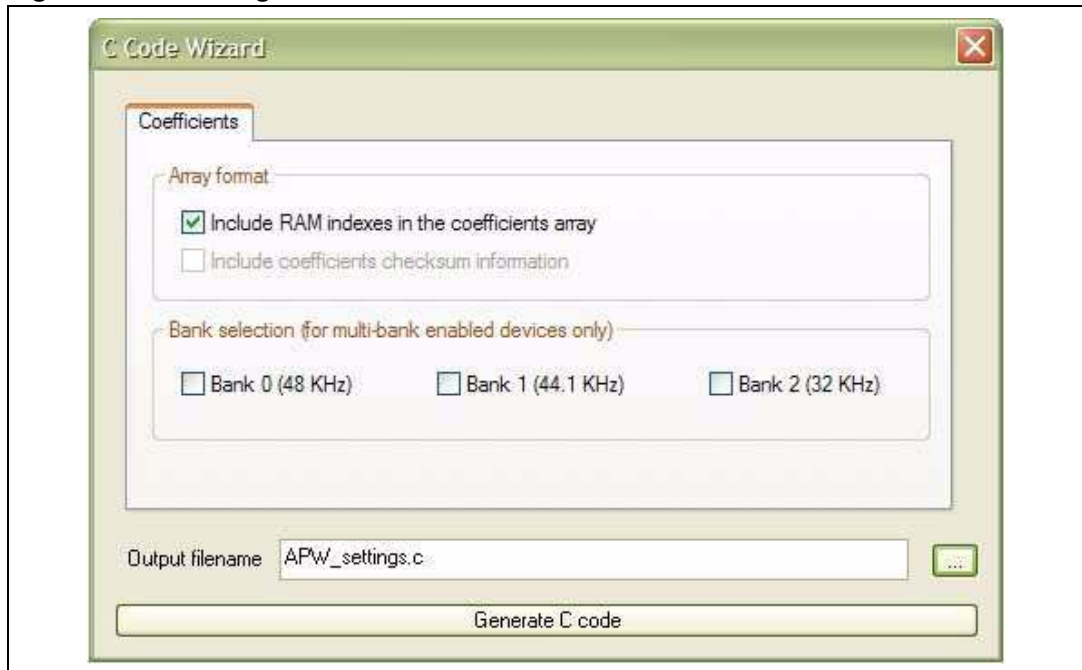 C Code Wizard
Coefficients
Array format
Include RAM indexes in the coefficients array
Include coefficients checksum information
Bank selection (for multi-bank enabled devices only)
Bank 0 (48 KHz) Bank 1 (44.1 KHz) Bank 2 (32 KHz)
Output filename APW_settings.c ...
Generate C code